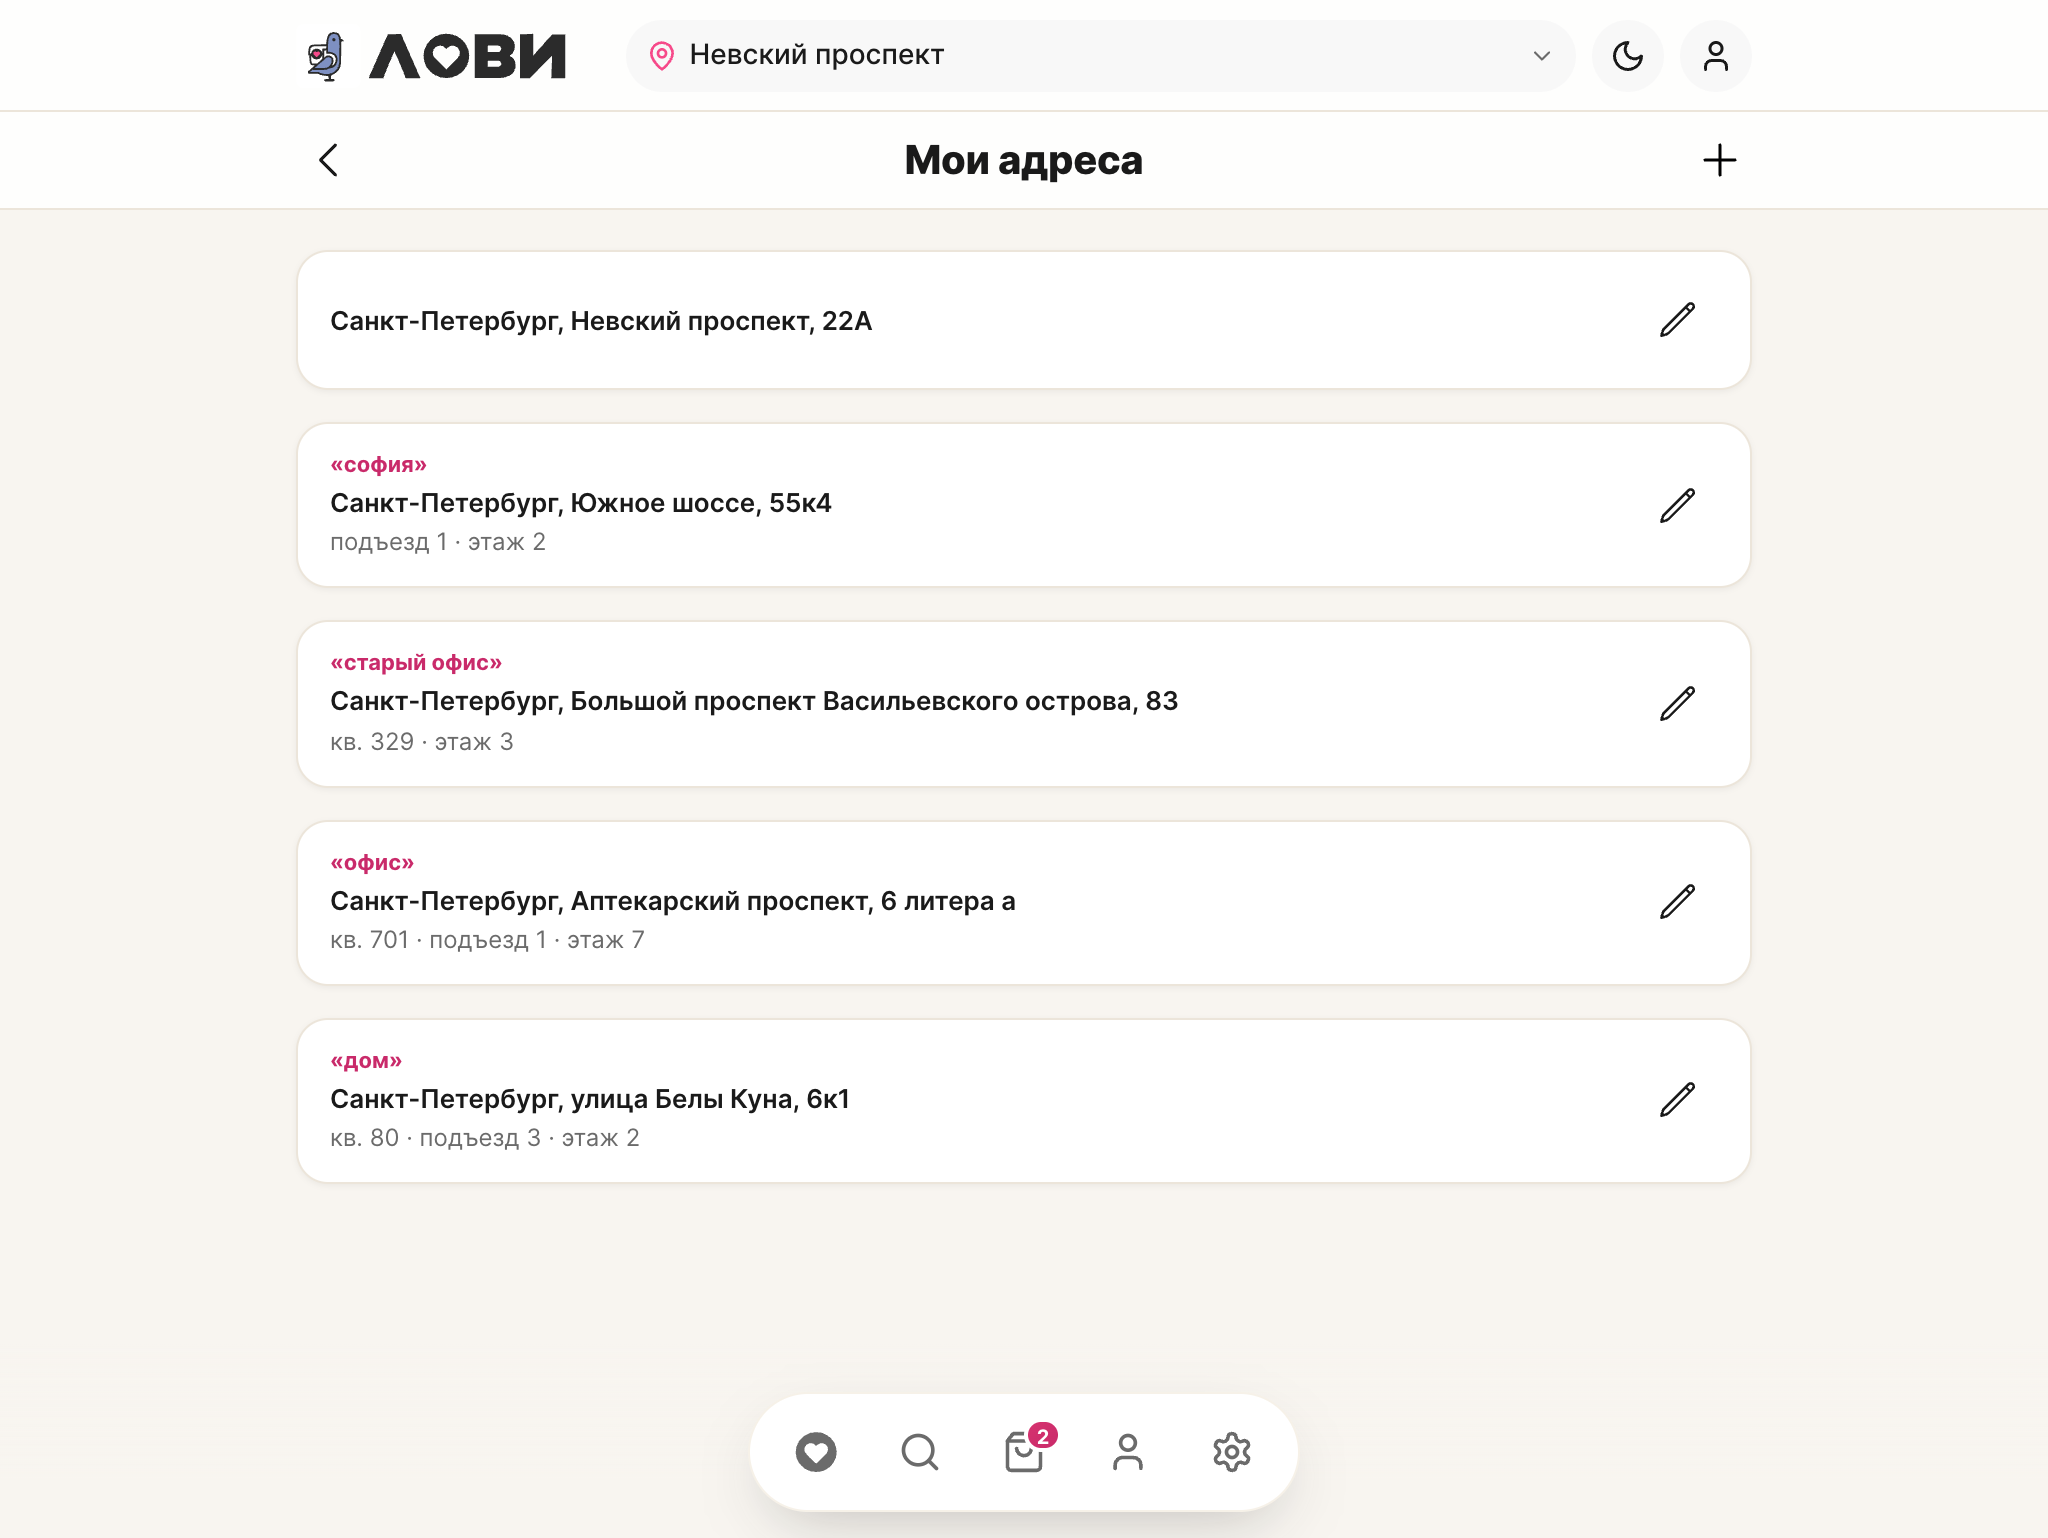 ЛОВИ
Невский проспект
Мои адреса
Санкт-Петербург, Невский проспект, 22А
«софия»
Санкт-Петербург, Южное шоссе, 55к4
подъезд 1 · этаж 2
«старый офис»
Санкт-Петербург, Большой проспект Васильевского острова, 83
кв. 329 · этаж 3
«офис»
Санкт-Петербург, Аптекарский проспект, 6 литера а
кв. 701 · подъезд 1 · этаж 7
«дом»
Санкт-Петербург, улица Белы Куна, 6к1
кв. 80 · подъезд 3 · этаж 2
2